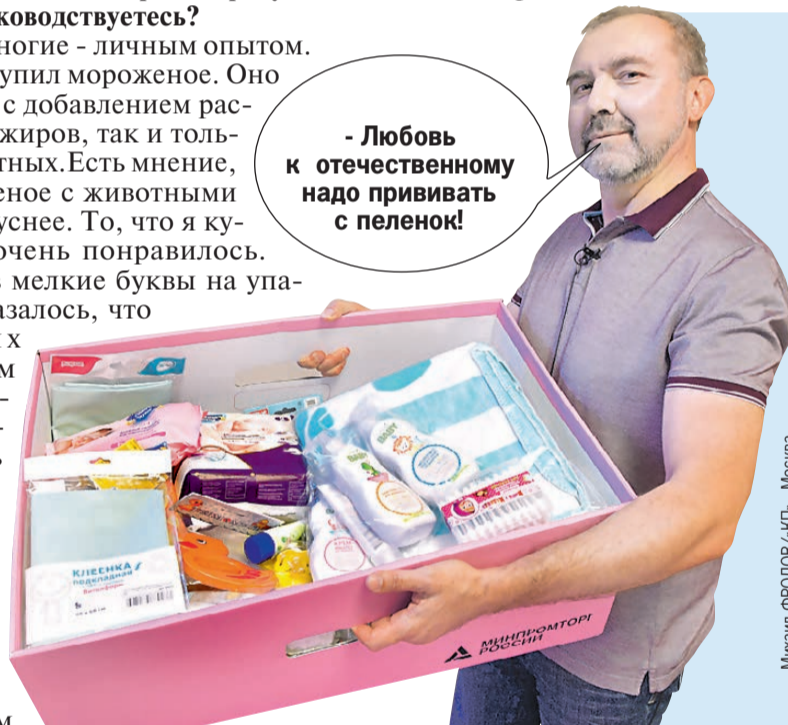 ководствуетесь?
ногие - личным опытом.
упил мороженое. Оно
с добавлением рас-
жиров, так и толь-
тных.Есть мнение,
еное с животными
уснее. То, что я ку-
очень понравилось.
мелкие буквы на упа-
азалось, что
х
м
- Любовь
к отечественному
надо прививать
с пеленок!
КЛЕЕНКА
подкладная
МИНПРОМТОРГ
РОССИИ
Михаил ФРОЛОВ/«КП» - Москва
м